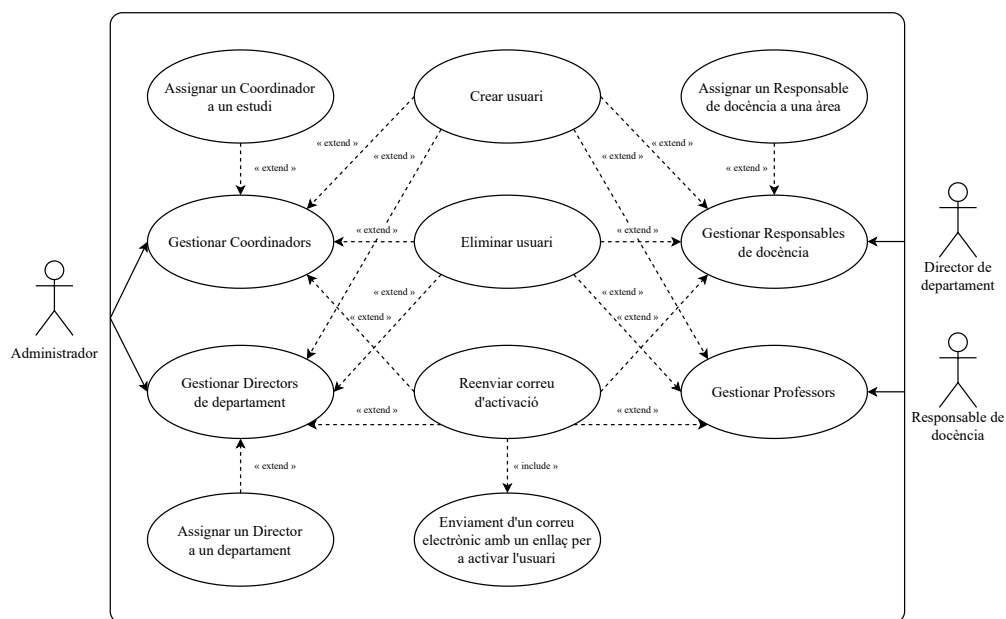 Assignar un Coordinador
a un estudi
Crear usuari
Assignar un Responsable
de docència a una àrea
« extend »
« extend »
« extend »
« extend »
« extend »
« extend »
Gestionar Coordinadors
« extend »
Eliminar usuari
« extend »
Gestionar Responsables
de docència
Director de
departament
Administrador
« extend »
« extend »
« extend »
« extend »
Gestionar Directors
de departament
Reenviar correu
d'activació
Gestionar Professors
« extend »
« extend »
Responsable de
docència
« extend »
« include »
Assignar un Director
a un departament
Enviament d'un correu
electrònic amb un enllaç per
a activar l'usuari